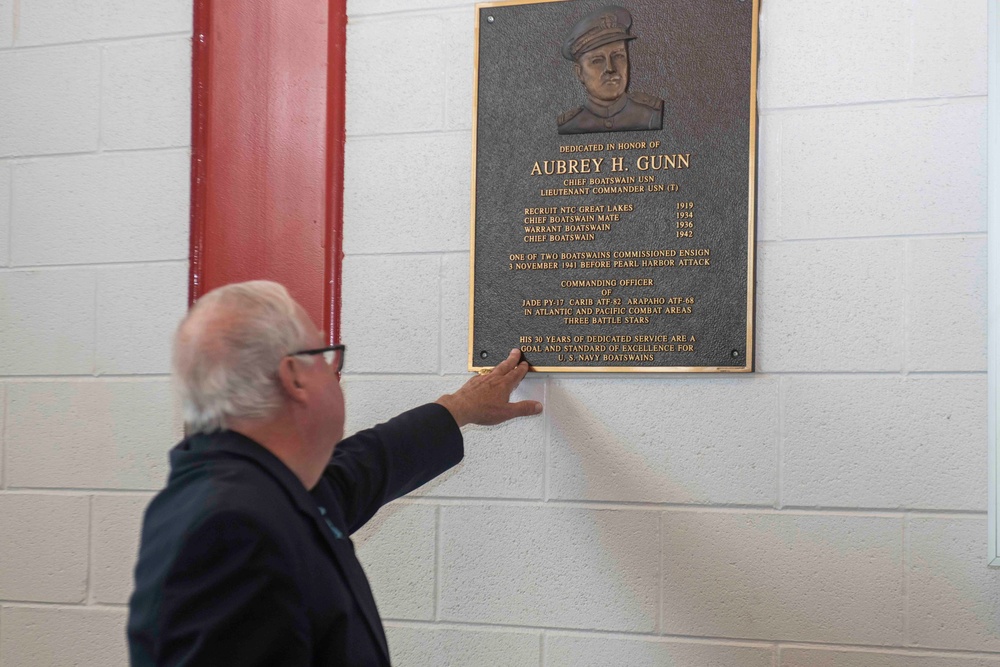 DEDICATED IN HONOR OF
AUBREY H. GUNN
CHIEF BOATSWAIN USN
LIEUTENANT COMMANDER USN (T)
RECRUIT NTC GREAT LAKES 1919
CHIEF BOATSWAIN MATE 1934
WARRANT BOATSWAIN 1936
CHIEF BOATSWAIN 1942
ONE OF TWO BOATSWAINS COMMISSIONED ENSIGN
3 NOVEMBER 1941 BEFORE PEARL HARBOR ATTACK
COMMANDING OFFICER
OF
JADE PY-17 CARIB ATF-82 ARAPAHO ATF-68
IN ATLANTIC AND PACIFIC COMBAT AREAS
THREE BATTLE STARS
HIS 30 YEARS OF DEDICATED SERVICE ARE A
GOAL AND STANDARD OF EXCELLENCE FOR
U. S. NAVY BOATSWAINS